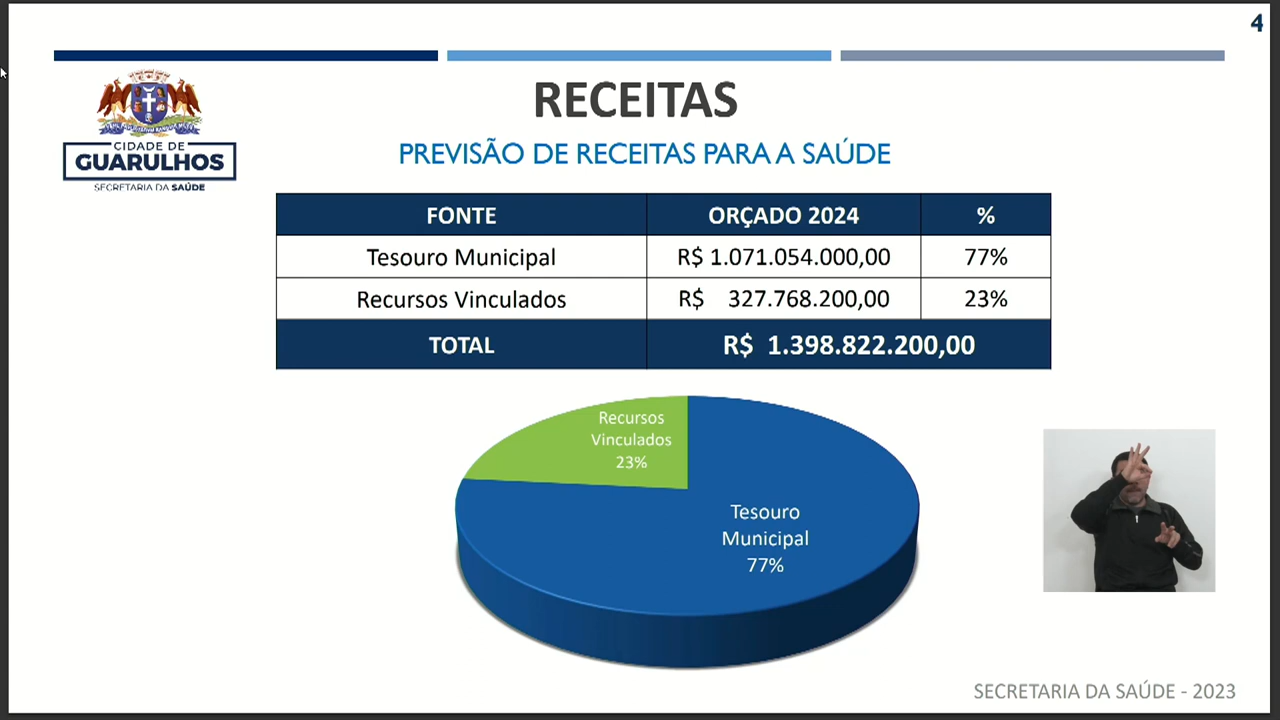 4
CIDADE DE
GUARULHOS
SECRETARIA DA SAÚDE
RECEITAS
PREVISÃO DE RECEITAS PARA A SAÚDE
FONTE ORÇADO 2024 %
Tesouro Municipal R$ 1.071.054.000,00 77%
Recursos Vinculados R$ 327.768.200,00 23%
TOTAL R$ 1.398.822.200,00
Recursos
Vinculados
23%
Tesouro
Municipal
77%
SECRETARIA DA SAÚDE - 2023